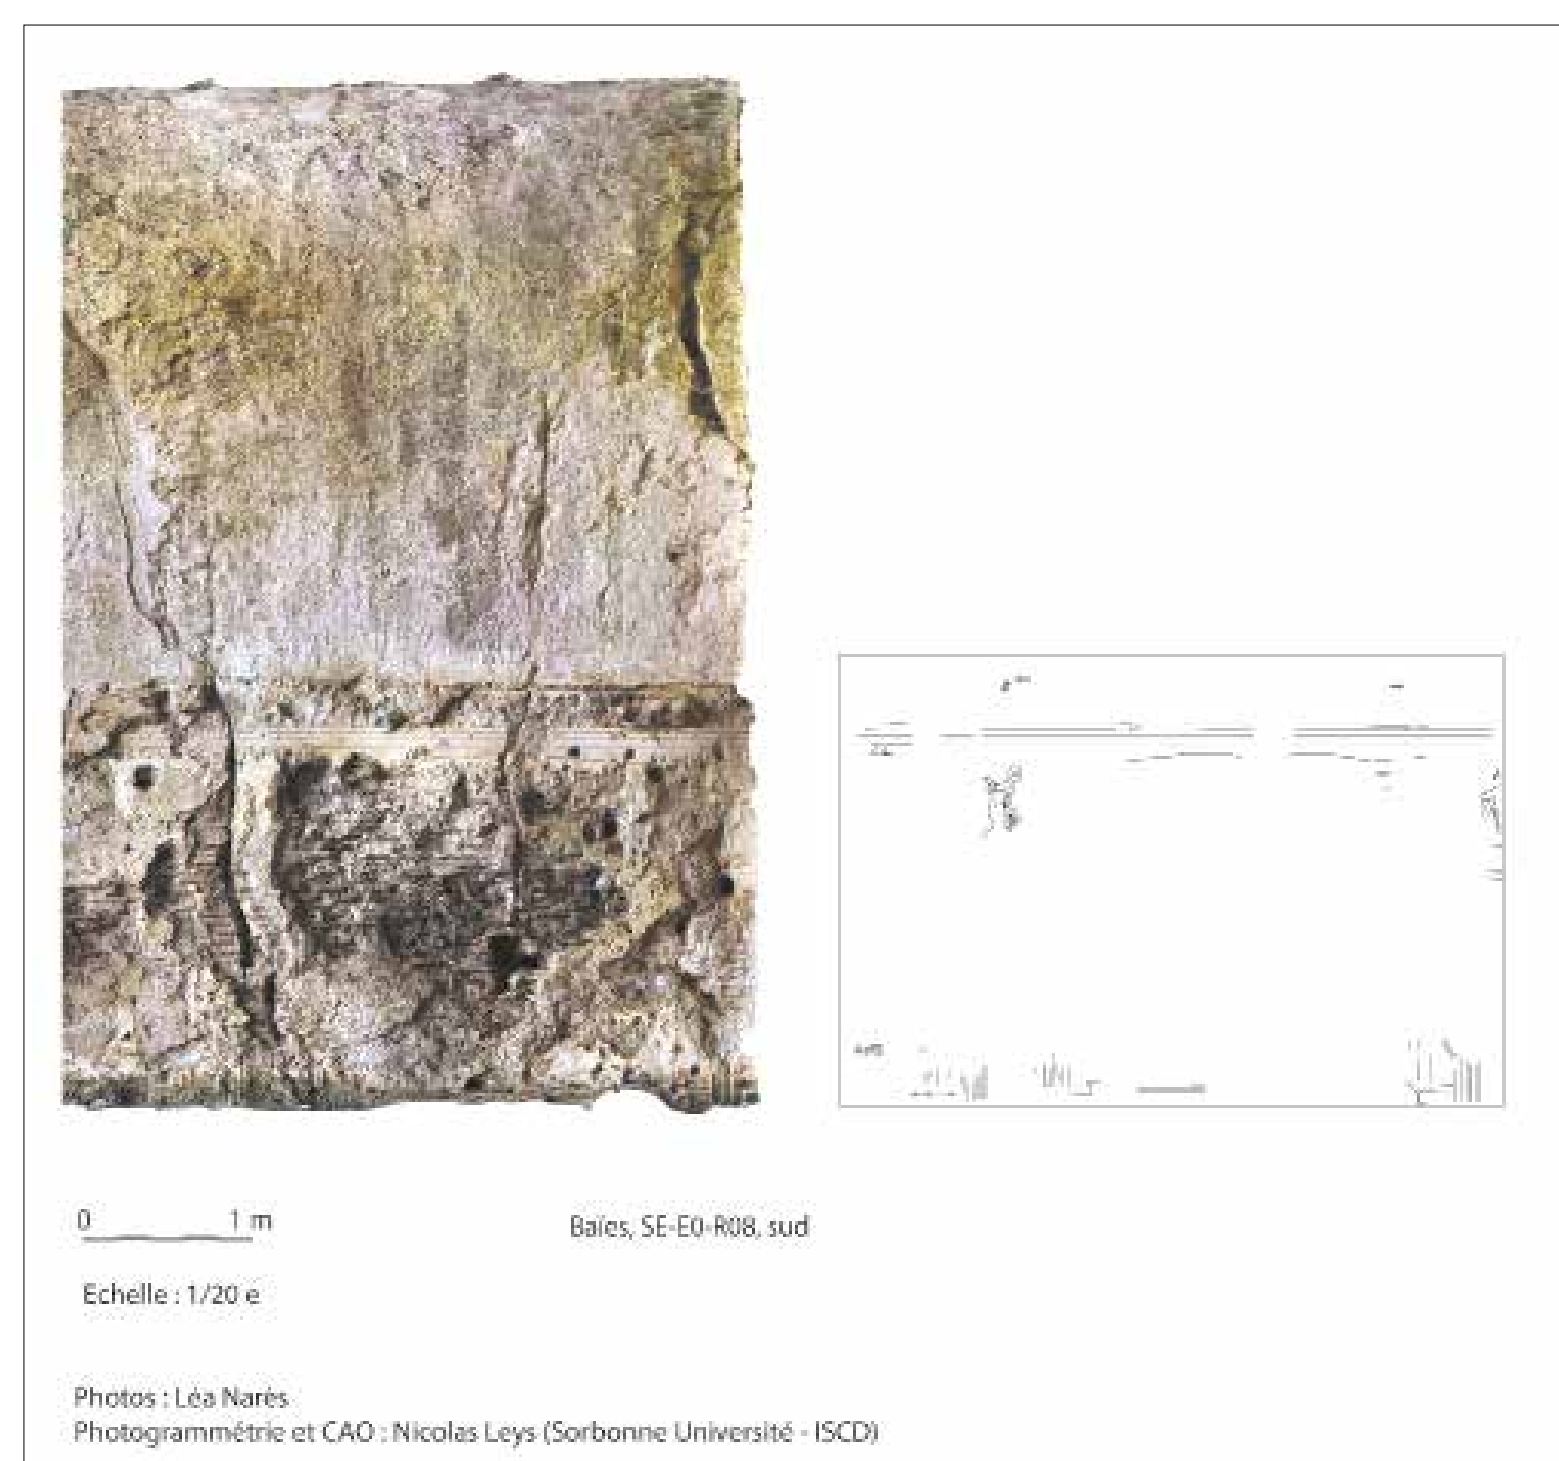 0 1 m
Baïes, SE-E0-R08, sud
Echelle : 1/20 e
Photos : Léa Narès
Photogrammétrie et CAO : Nicolas Leys (Sorbonne Université - ISCD)